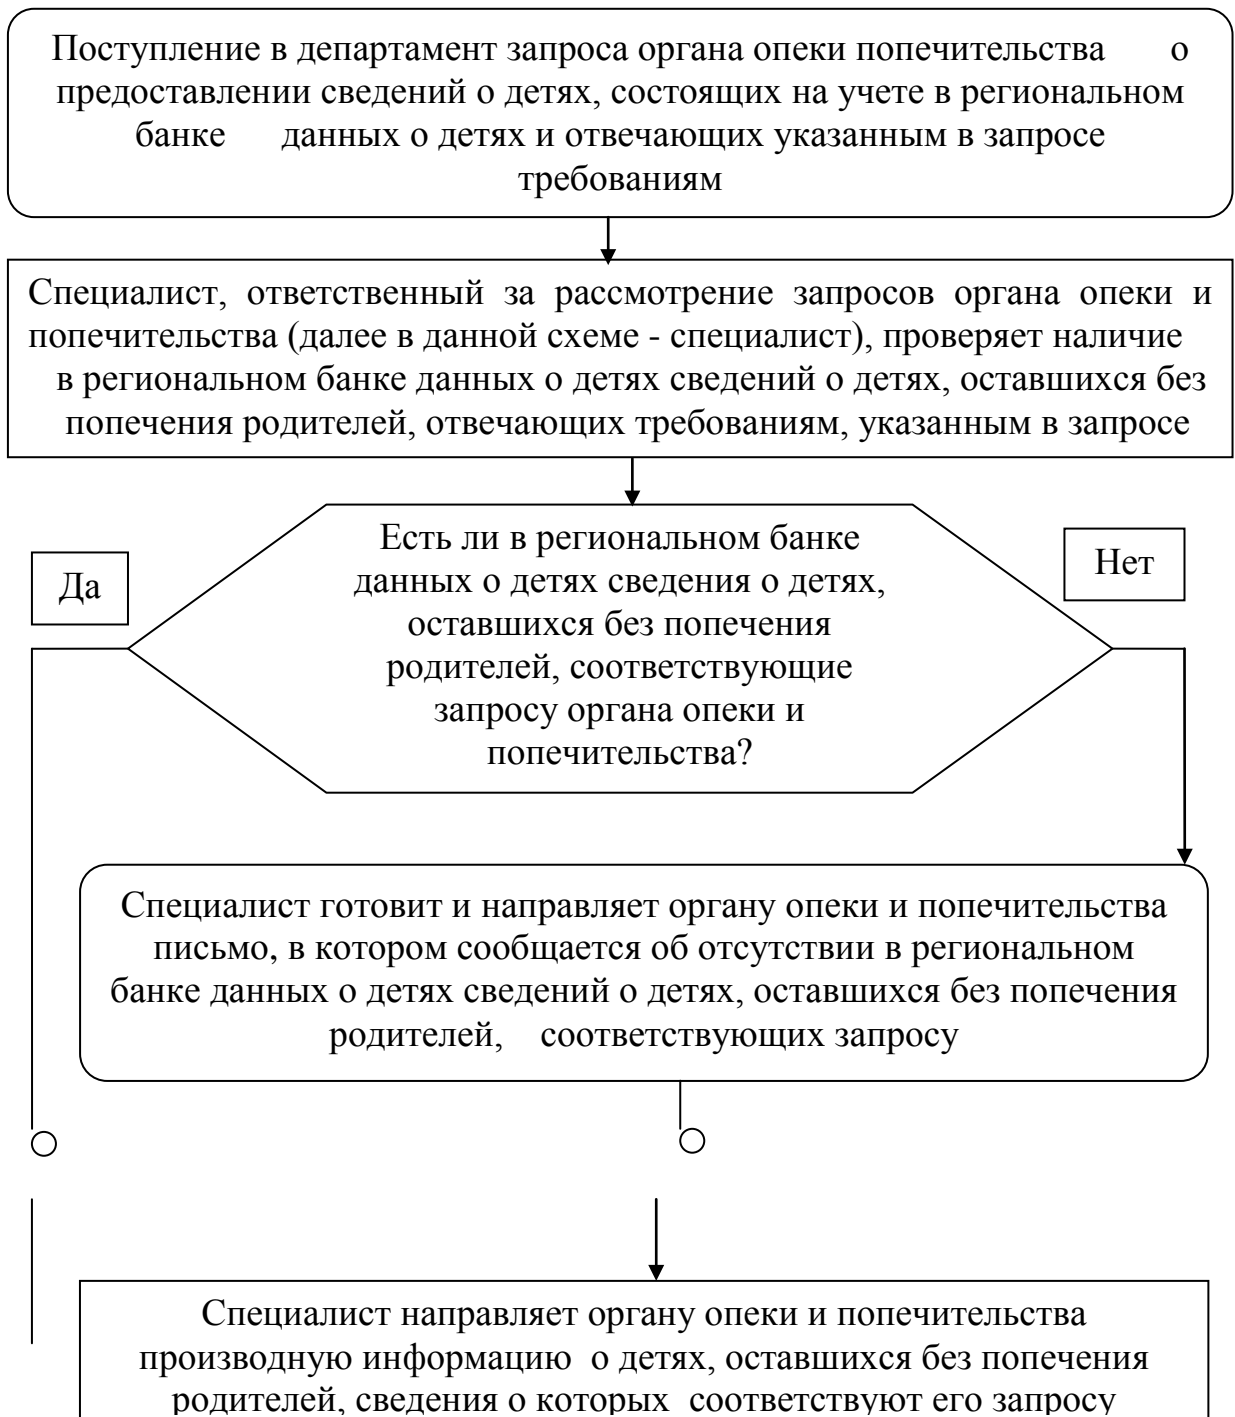 Поступление в департамент запроса органа опеки попечительства о
предоставлении сведений о детях, состоящих на учете в региональном
банке данных о детях и отвечающих указанным в запросе
требованиям
Специалист, ответственный за рассмотрение запросов органа опеки и
попечительства (далее в данной схеме - специалист), проверяет наличие
в региональном банке данных о детях сведений о детях, оставшихся без
попечения родителей, отвечающих требованиям, указанным в запросе
Есть ли в региональном банке
данных о детях сведения о детях,
оставшихся без попечения
родителей, соответствующие
запросу органа опеки и
попечительства?
Да
Нет
Специалист готовит и направляет органу опеки и попечительства
письмо, в котором сообщается об отсутствии в региональном
банке данных о детях сведений о детях, оставшихся без попечения
родителей, соответствующих запросу
Специалист направляет органу опеки и попечительства
производную информацию о детях, оставшихся без попечения
родителей, сведения о которых соответствуют его запросу